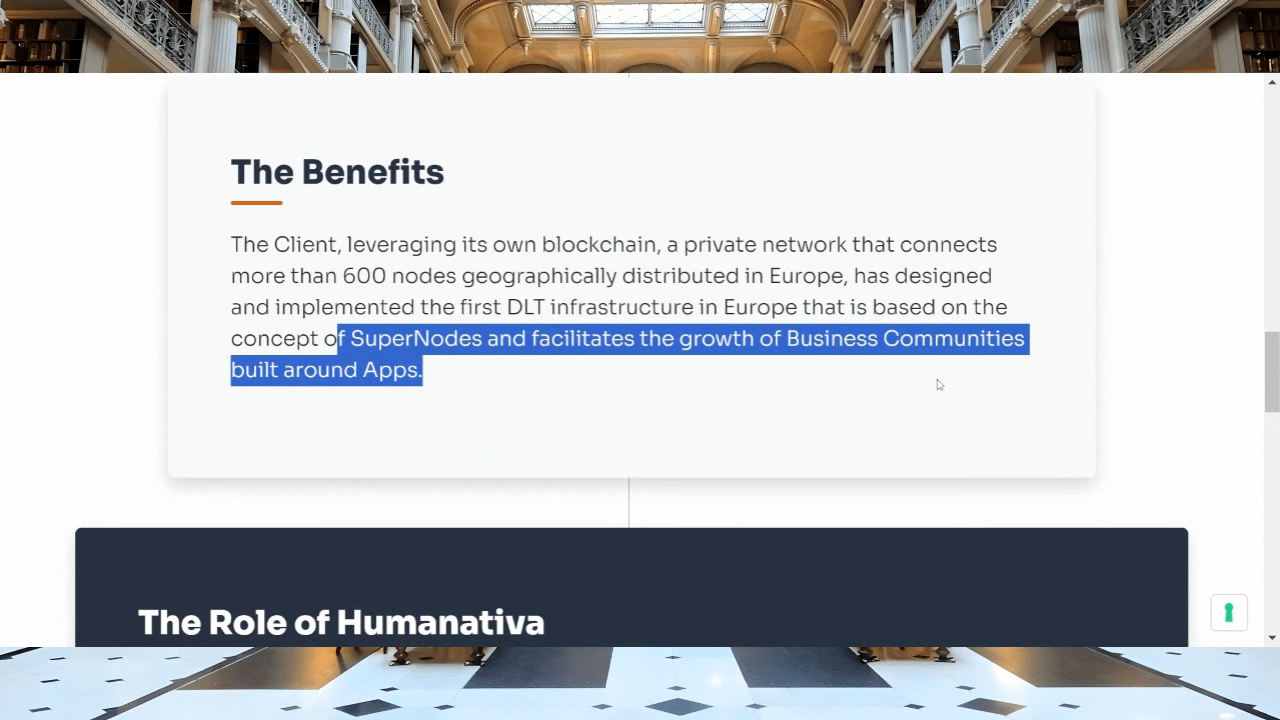 The Benefits
The Client, leveraging its own blockchain, a private network that connects
more than 600 nodes geographically distributed in Europe, has designed
and implemented the first DLT infrastructure in Europe that is based on the
concept of SuperNodes and facilitates the growth of Business Communities
built around Apps.
The Role of Humanativa